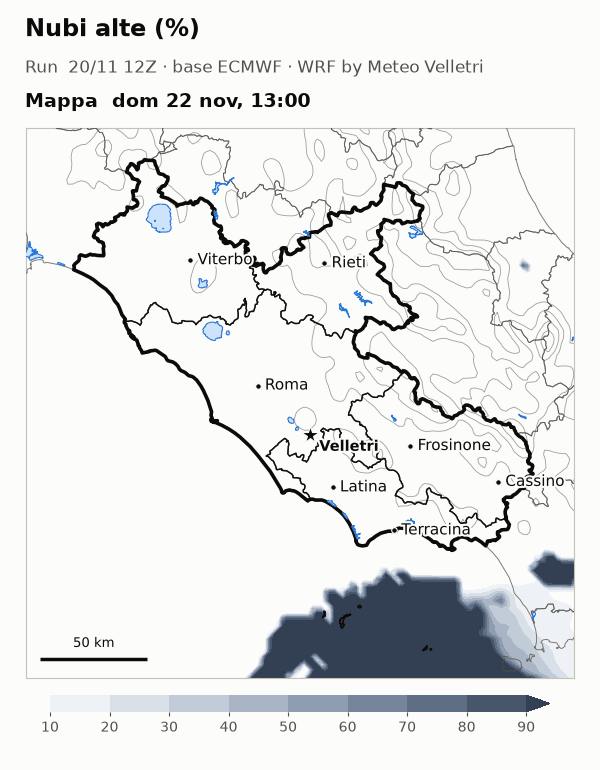 Nubi alte (%)
Run  20/11 12Z · base ECMWF · WRF by Meteo Velletri
Mappa  dom 22 nov, 13:00
Viterbo
Rieti
Roma
Velletri
Frosinone
Latina
Cassino
Terracina
50 km
10 20 30 40 50 60 70 80 90